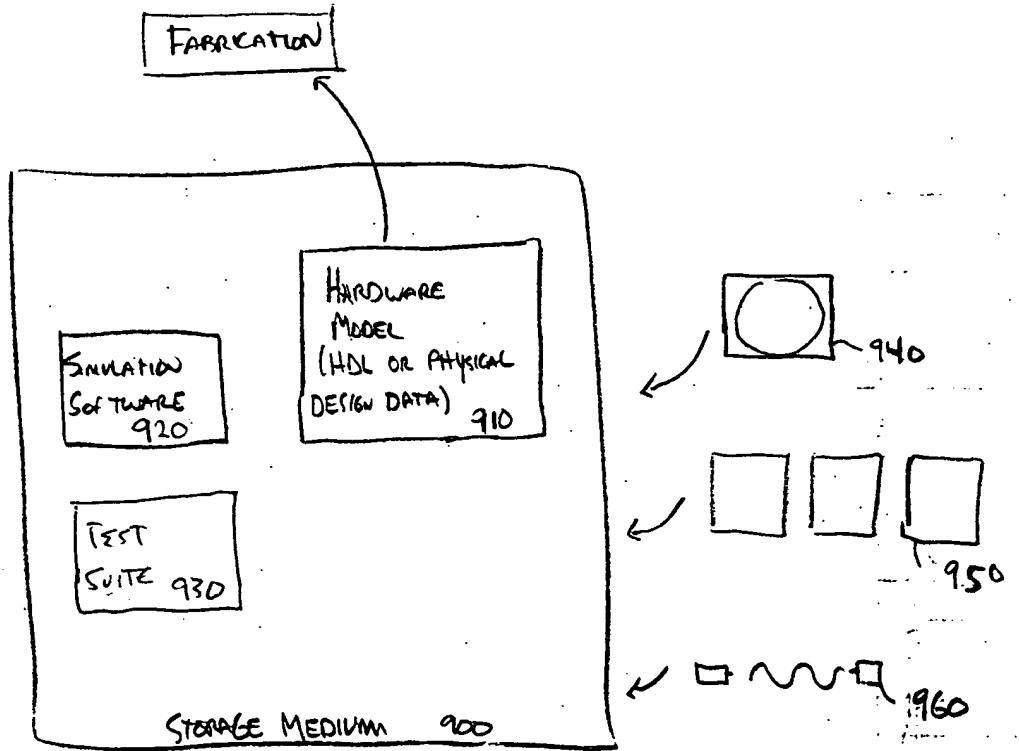 FABRICATION
HARDWARE
MODEL
(HDL OR PHYSICAL
DESIGN DATA)
910
SIMULATION
SOFTWARE
920
TEST
SUITE
930
940
950
960
STORAGE MEDIUM 900